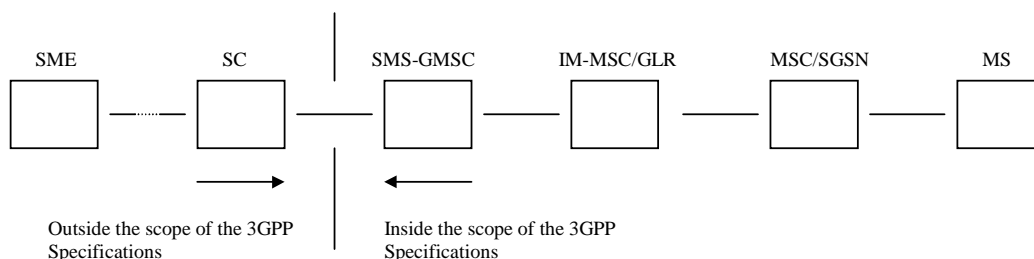 SME SC SMS-GMSC IM-MSC/GLR MSC/SGSN MS
Outside the scope of the 3GPP
Specifications
Inside the scope of the 3GPP
Specifications